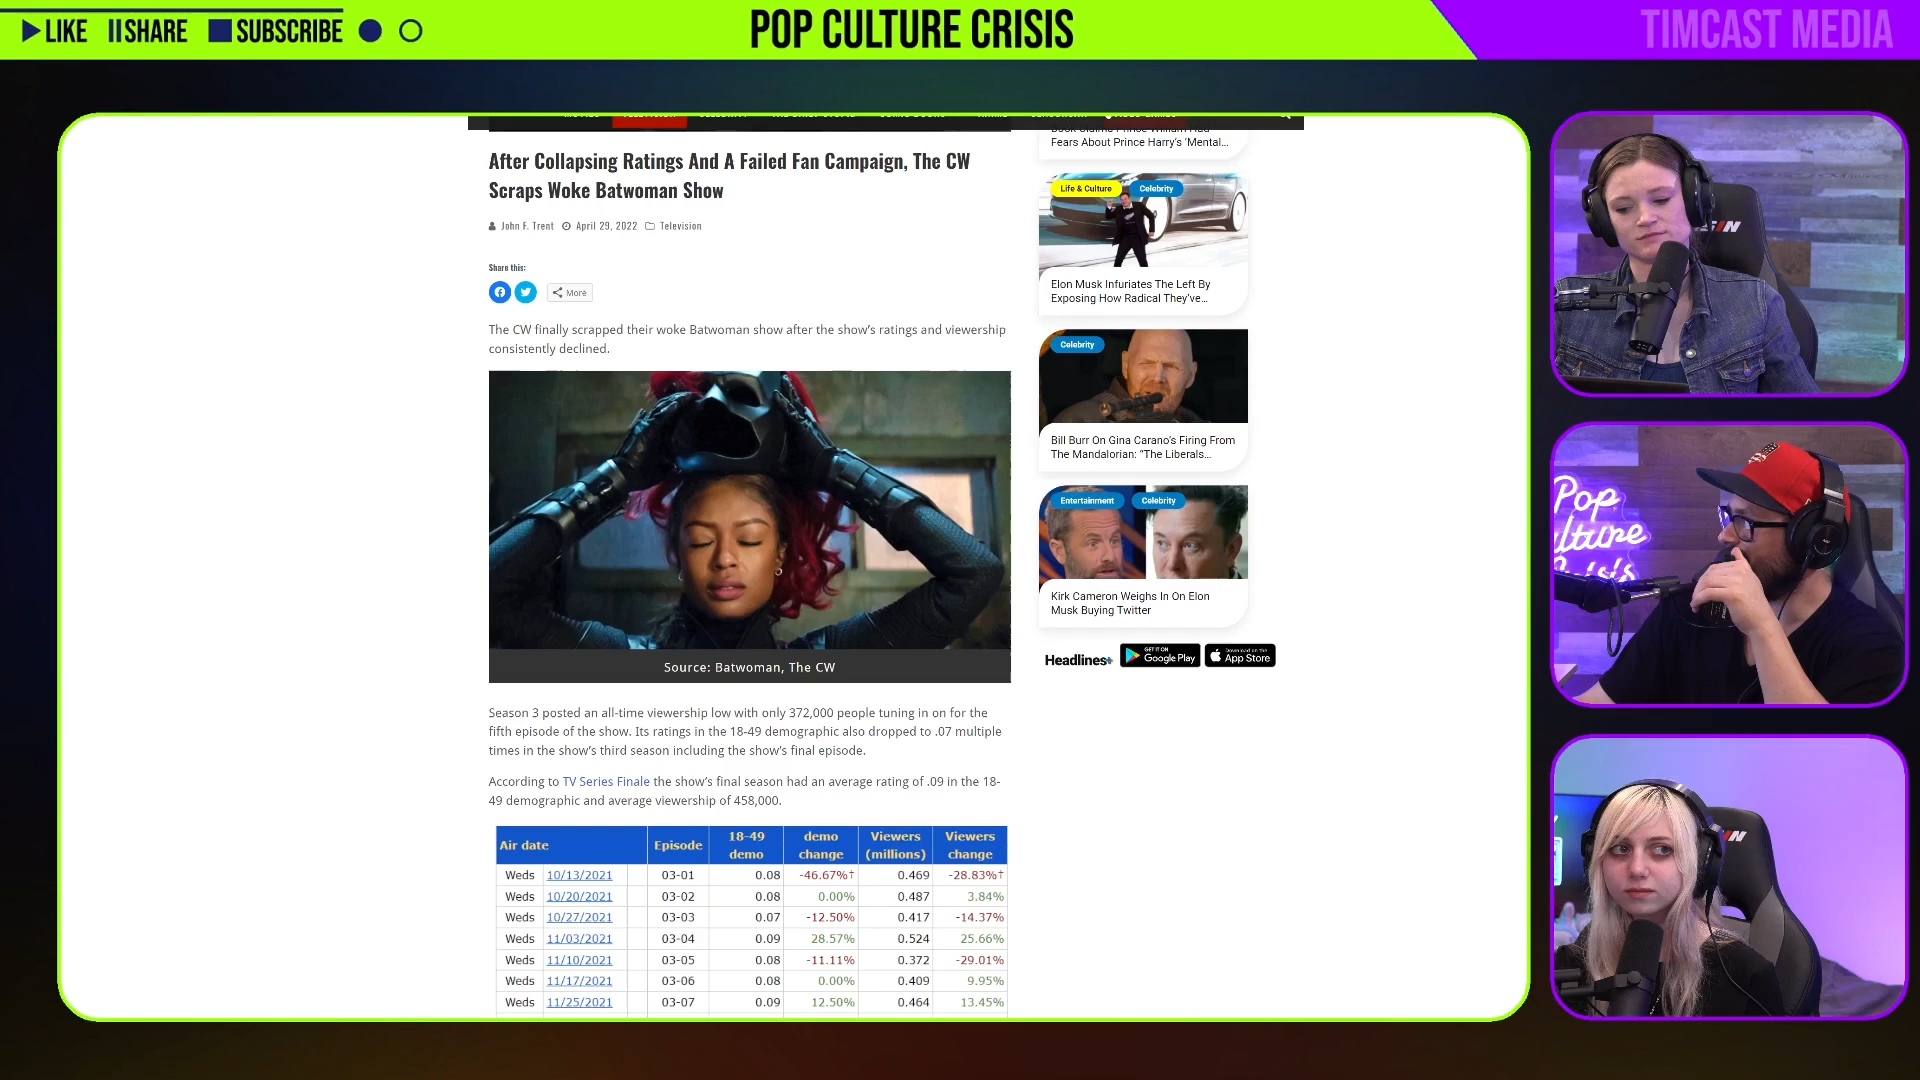 LIKE SHARE SUBSCRIBE
POP CULTURE CRISIS
TIMCAST MEDIA
After Collapsing Ratings And A Failed Fan Campaign, The CW
Scraps Woke Batwoman Show
John F. Trent April 29, 2022 Television
Share this:
More
The CW finally scrapped their woke Batwoman show after the show's ratings and viewership
consistently declined.
Source: Batwoman, The CW
Season 3 posted an all-time viewership low with only 372,000 people tuning in on for the
fifth episode of the show. Its ratings in the 18-49 demographic also dropped to .07 multiple
times in the show's third season including the show's final episode.
According to TV Series Finale the show's final season had an average rating of .09 in the 18-
49 demographic and average viewership of 458,000.
Air date Episode 18-49 demo demo change Viewers (millions) Viewers change
Weds 10/13/2021 03-01 0.08 -46.67%† 0.469 -28.83%†
Weds 10/20/2021 03-02 0.08 0.00% 0.487 3.84%
Weds 10/27/2021 03-03 0.07 -12.50% 0.417 -14.37%
Weds 11/03/2021 03-04 0.09 28.57% 0.524 25.66%
Weds 11/10/2021 03-05 0.08 -11.11% 0.372 -29.01%
Weds 11/17/2021 03-06 0.08 0.00% 0.409 9.95%
Weds 11/25/2021 03-07 0.09 12.50% 0.464 13.45%
Book Claims Prince William Had
Fears About Prince Harry's 'Mental...
Life & Culture Celebrity
Elon Musk Infuriates The Left By
Exposing How Radical They've...
Celebrity
Bill Burr On Gina Carano's Firing From
The Mandalorian: "The Liberals...
Entertainment Celebrity
Kirk Cameron Weighs In On Elon
Musk Buying Twitter
Headlines+
GET IT ON
Google Play
Download on the
App Store
Pop